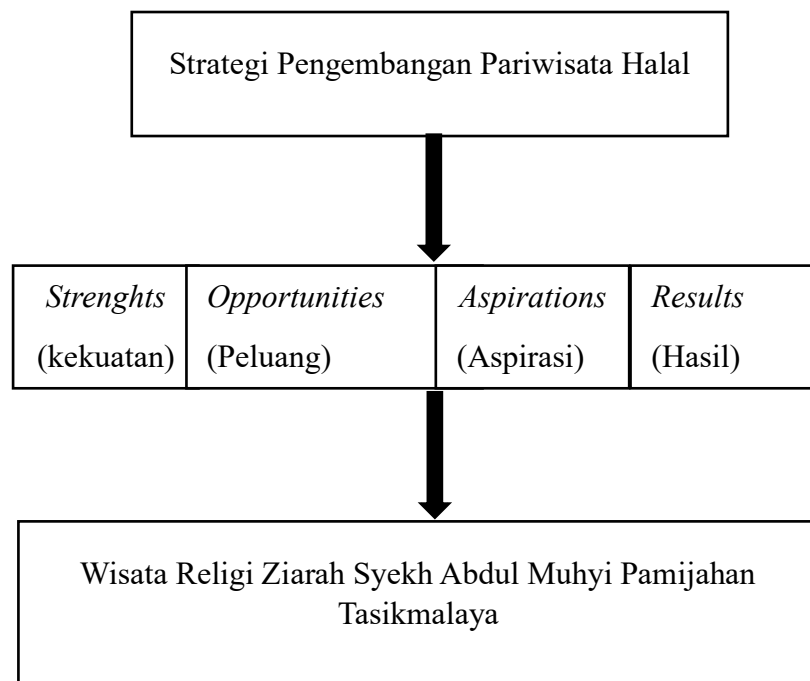 Strategi Pengembangan Pariwisata Halal
Strenghts
(kekuatan)
Opportunities
(Peluang)
Aspirations
(Aspirasi)
Results
(Hasil)
Wisata Religi Ziarah Syekh Abdul Muhyi Pamijahan
Tasikmalaya